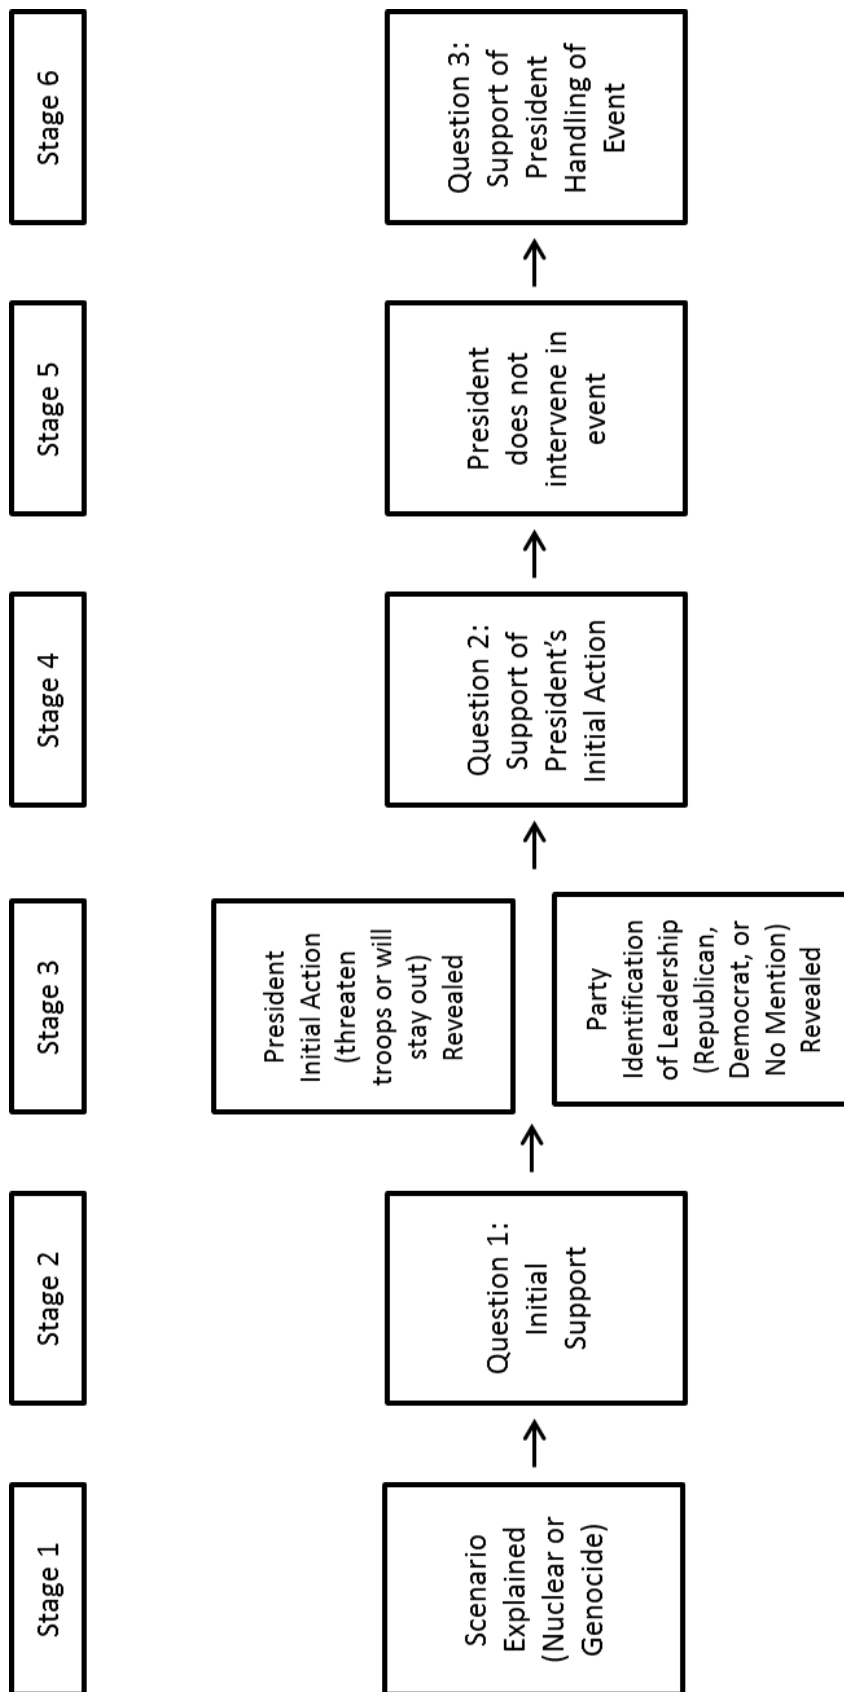 Stage 1
Stage 2
Stage 3
Stage 4
Stage 5
Stage 6
Scenario
Explained
(Nuclear or
Genocide)
Question 1:
Initial
Support
President
Initial Action
(threaten
troops or will
stay out)
Revealed
Party
Identification
of Leadership
(Republican,
Democrat, or
No Mention)
Revealed
Question 2:
Support of
President’s
Initial Action
President
does not
intervene in
event
Question 3:
Support of
President
Handling of
Event